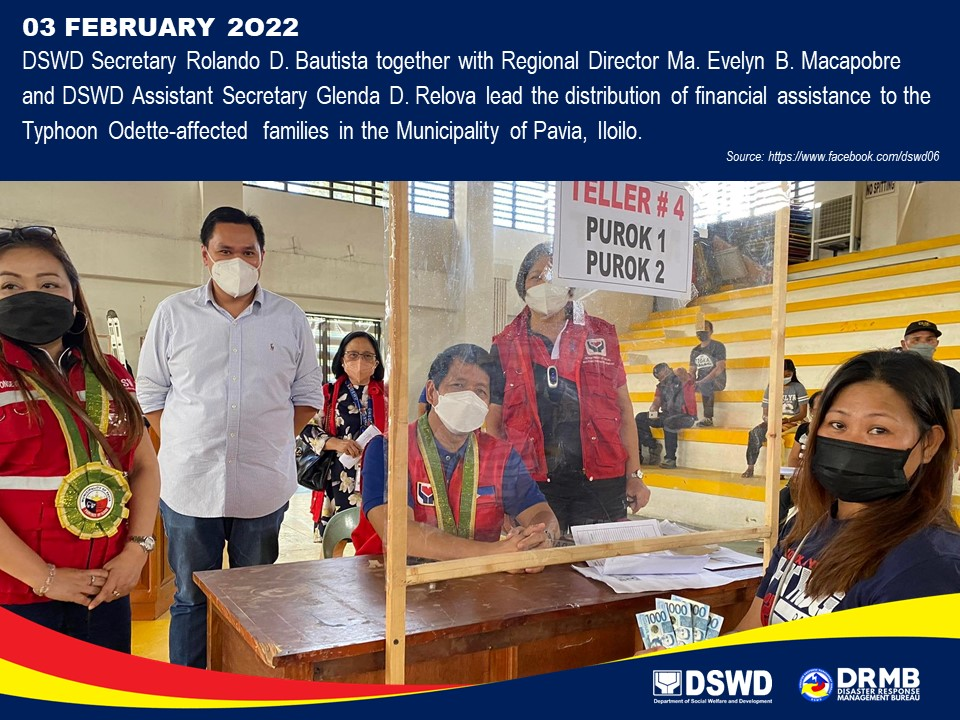 03 FEBRUARY 2O22
DSWD Secretary Rolando D. Bautista together with Regional Director Ma. Evelyn B. Macapobre
and DSWD Assistant Secretary Glenda D. Relova lead the distribution of financial assistance to the
Typhoon Odette-affected families in the Municipality of Pavia, Iloilo.
Source: https://www.facebook.com/dswd06
NO SPITTING
TELLER # 4
PUROK 1
PUROK 2
1000
1000
DSWD
Department of Social Welfare and Development
DRMB
DISASTER RESPONSE
MANAGEMENT BUREAU